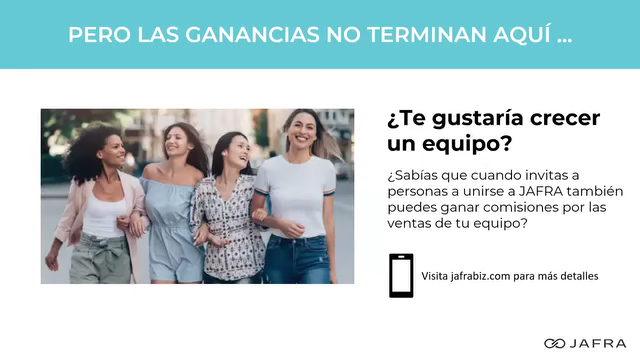 PERO LAS GANANCIAS NO TERMINAN AQUÍ ...
¿Te gustaría crecer
un equipo?
¿Sabías que cuando invitas a
personas a unirse a JAFRA también
puedes ganar comisiones por las
ventas de tu equipo?
Visita jafrabiz.com para más detalles
JAFRA